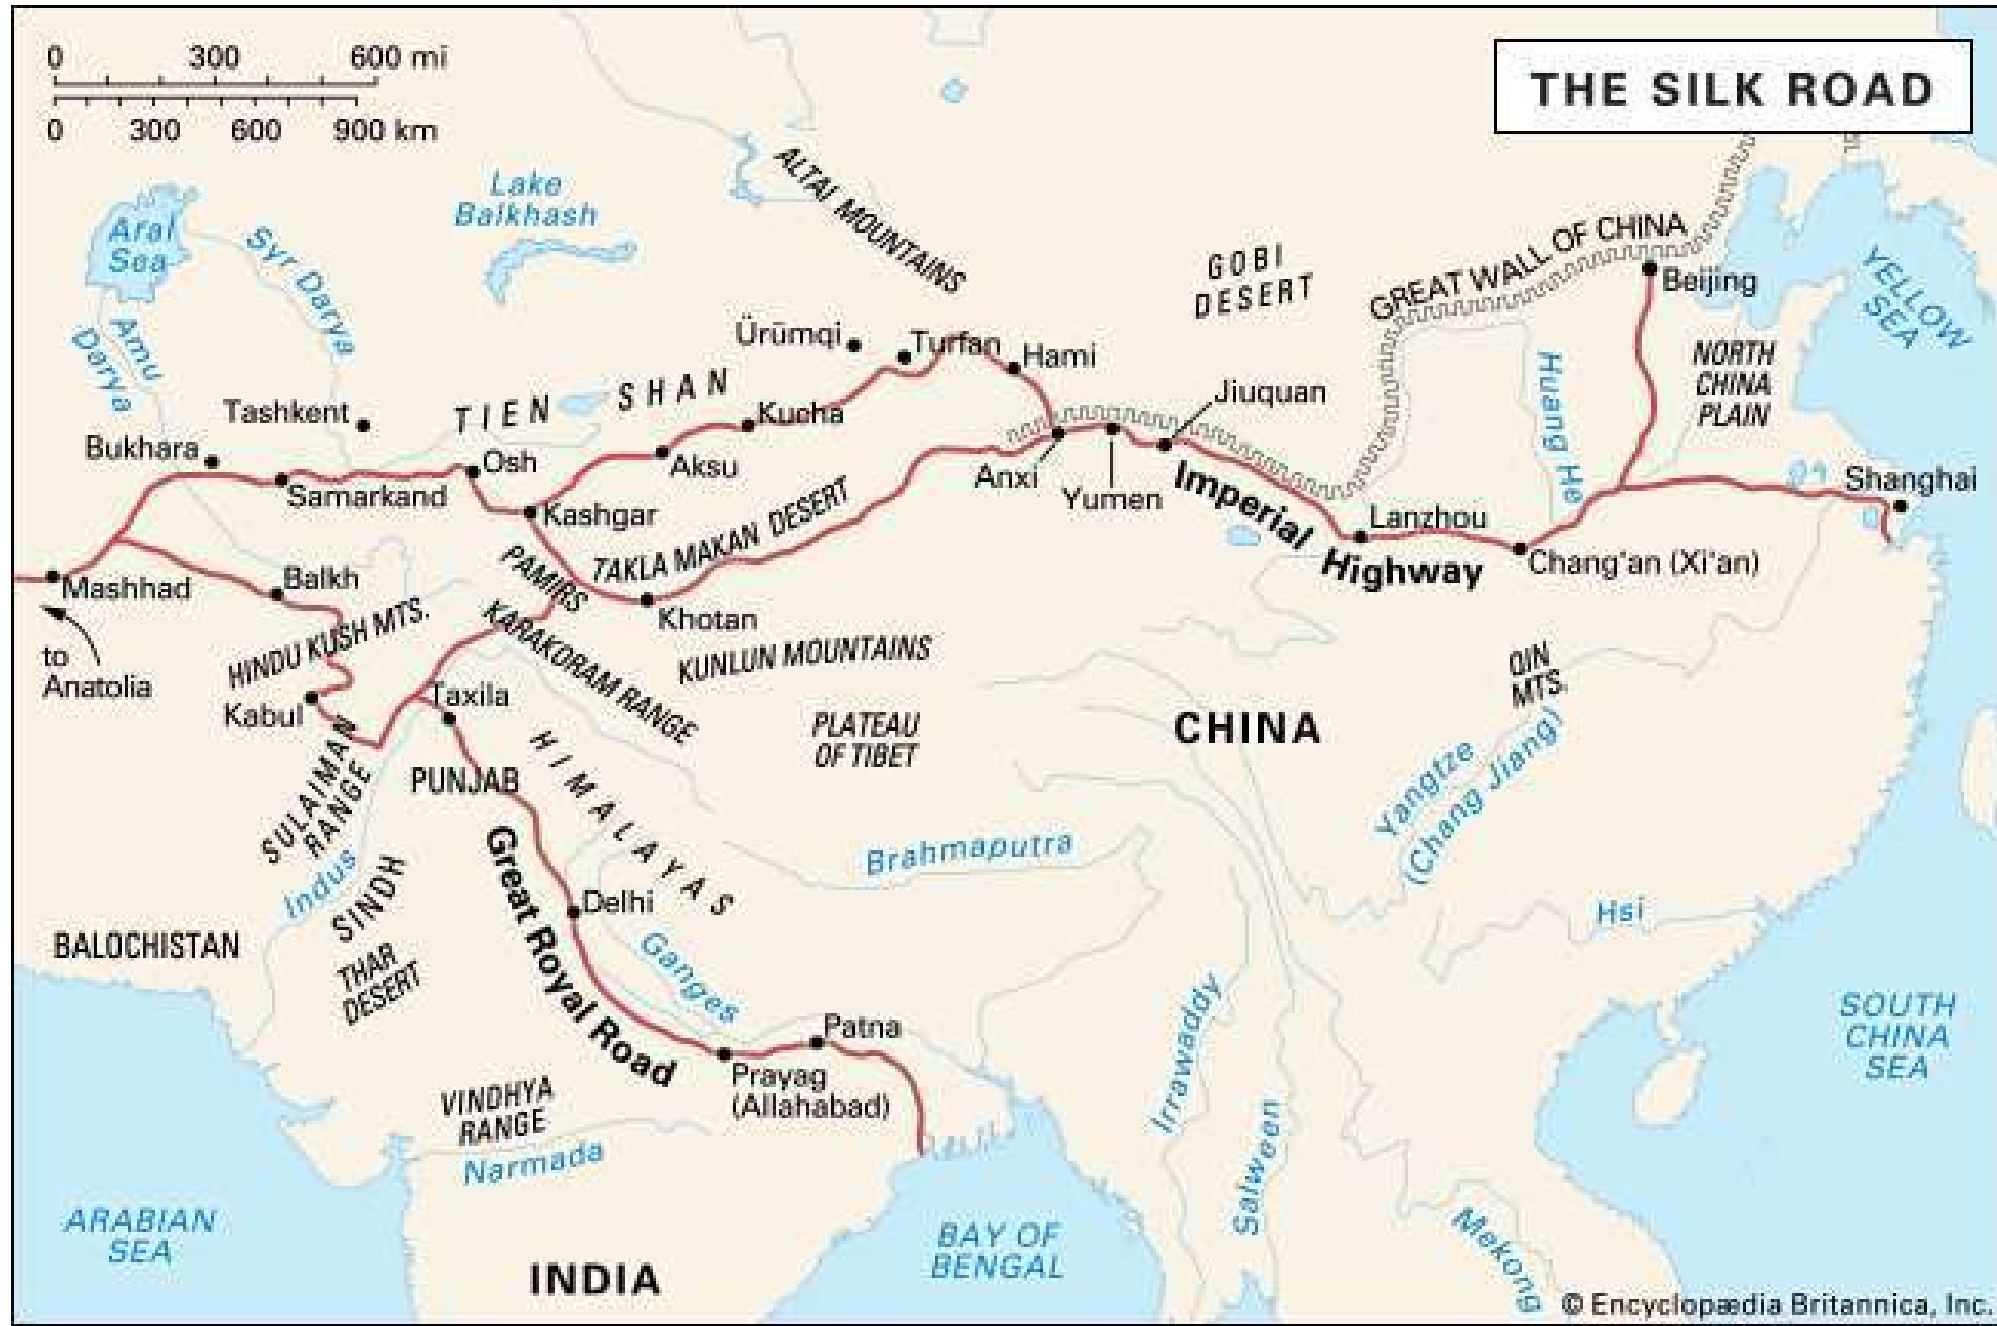 0 300 600 mi
0 300 600 900 km
THE SILK ROAD
ALTAI MOUNTAINS
Lake
Balkhash
Aral
Sea
Syr Darya
Amu
Darya
GOBI
DESERT
GREAT WALL OF CHINA
Beijing
YELLOW
SEA
Ürümqi
Turfan
Hami
NORTH
CHINA
PLAIN
Huang He
Jiuquan
TIEN SHAN
Tashkent
Kucha
Bukhara
Osh
Aksu
Anxi
Yumen
Shanghai
Samarkand
Kashgar
TAKLA MAKAN DESERT
Imperial Highway
Lanzhou
Chang'an (Xi'an)
PAMIRS
Mashhad
Balkh
Khotan
HINDU KUSH MTS.
KARAKORAM RANGE
KUNLUN MOUNTAINS
to
Anatolia
QIN
MTS.
Kabul
Taxila
PLATEAU
OF TIBET
CHINA
SULAIMAN
RANGE
PUNJAB
HIMALAYAS
Yangtze
(Chang Jiang)
Great Royal Road
Brahmaputra
Indus
SINDH
Delhi
Hsi
BALOCHISTAN
THAR
DESERT
Ganges
Irrawaddy
SOUTH
CHINA
SEA
Patna
Prayag
(Allahabad)
VINDHYA
RANGE
Narmada
Salween
ARABIAN
SEA
BAY OF
BENGAL
Mekong
INDIA
© Encyclopædia Britannica, Inc.